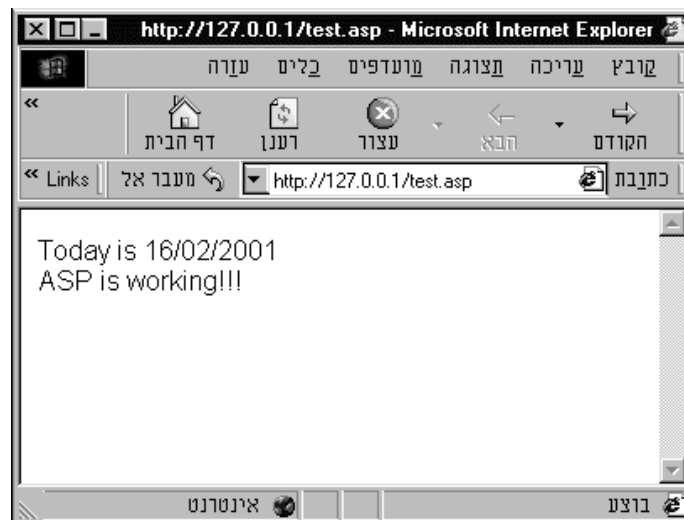 http://127.0.0.1/test.asp - Microsoft Internet Explorer
קובץ עריכה תצוגה מועדפים כלים עזרה
הקודם הבא עצור רענן דף הבית »
כתובת http://127.0.0.1/test.asp מעבר אל Links »
Today is 16/02/2001
ASP is working!!!
בוצע אינטרנט